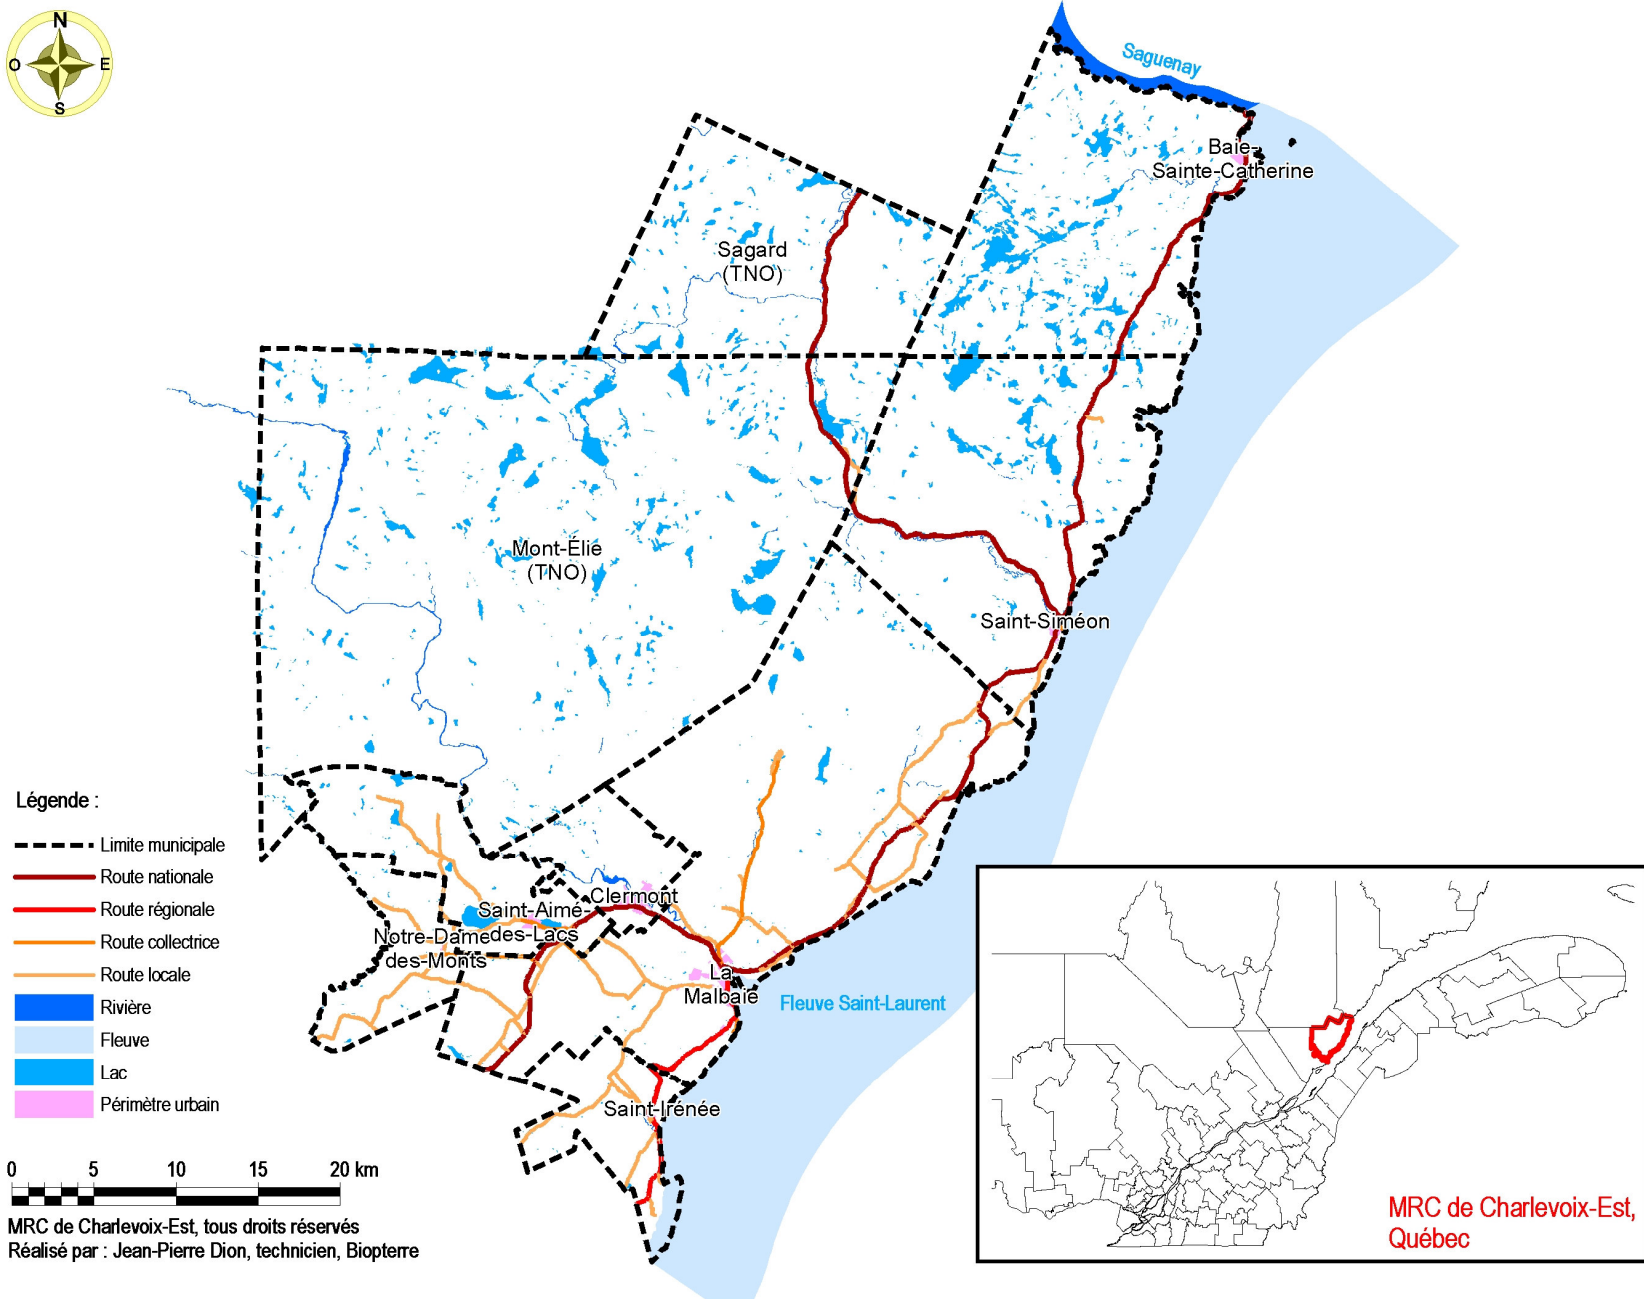 N
O
E
S
Saguenay
Baie-
Sainte-Catherine
Sagard
(TNO)
Mont-Élie
(TNO)
Saint-Siméon
Clermont
Saint-Aimé-
des-Lacs
Notre-Dame-
des-Monts
La
Malbaie
Fleuve Saint-Laurent
Saint-Irénée
Légende :
Limite municipale
Route nationale
Route régionale
Route collectrice
Route locale
Rivière
Fleuve
Lac
Périmètre urbain
0 5 10 15 20 km
MRC de Charlevoix-Est, tous droits réservés
Réalisé par : Jean-Pierre Dion, technicien, Biopterre
MRC de Charlevoix-Est,
Québec